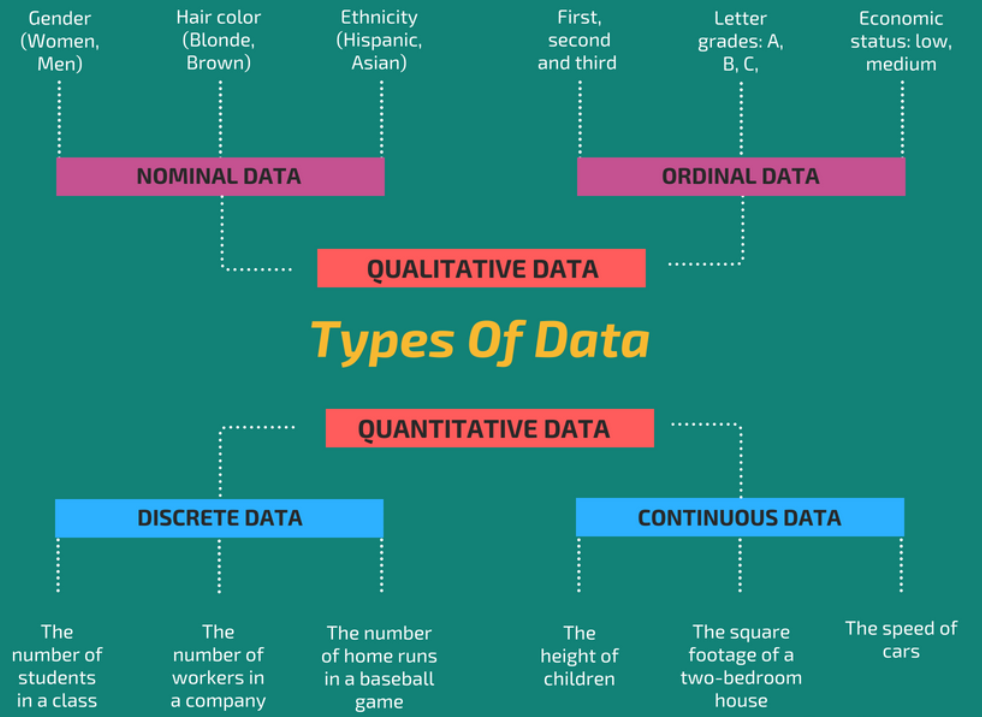 Gender
(Women,
Men)
Hair color
(Blonde,
Brown)
Ethnicity
(Hispanic,
Asian)
First,
second
and third
Letter
grades: A,
B, C,
Economic
status: low,
medium
NOMINAL DATA
ORDINAL DATA
QUALITATIVE DATA
Types Of Data
QUANTITATIVE DATA
DISCRETE DATA
CONTINUOUS DATA
The
number of
students
in a class
The
number of
workers in
a company
The number
of home runs
in a baseball
game
The
height of
children
The square
footage of a
two-bedroom
house
The speed of
cars